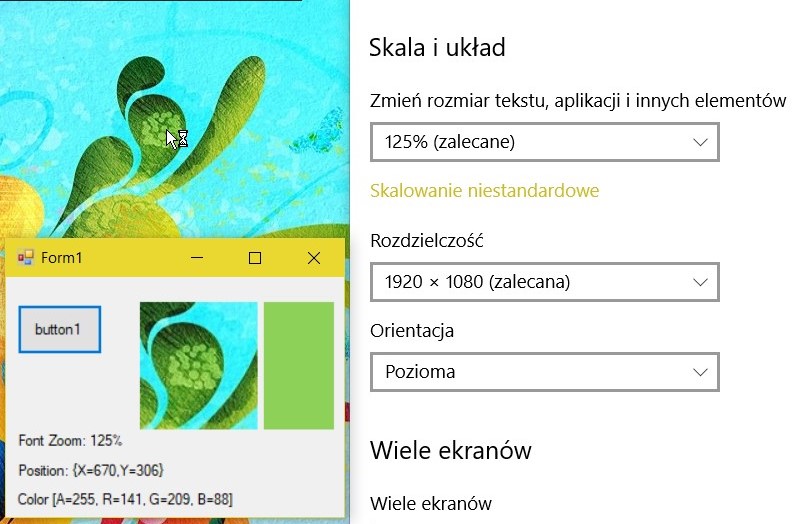 Skala i układ
Zmień rozmiar tekstu, aplikacji i innych elementów
125% (zalecane)
Skalowanie niestandardowe
Rozdzielczość
1920 × 1080 (zalecana)
Orientacja
Pozioma
Wiele ekranów
Wiele ekranów
Form1
button1
Font Zoom: 125%
Position: {X=670,Y=306}
Color [A=255, R=141, G=209, B=88]